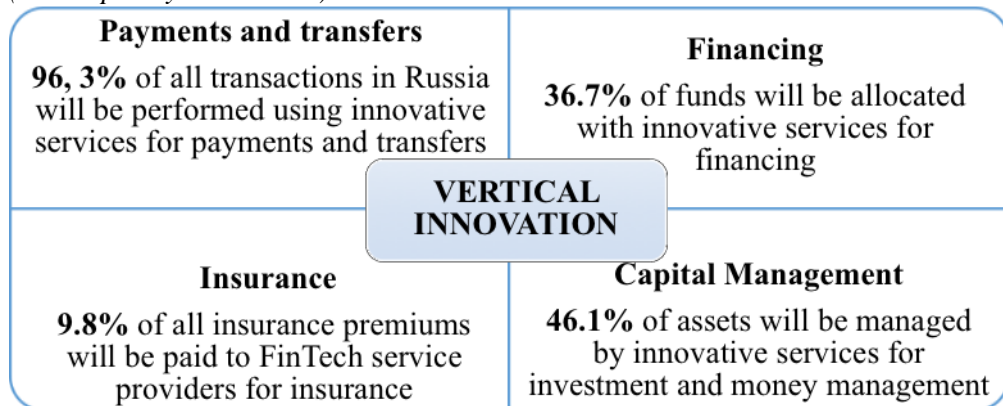 Payments and transfers
96, 3% of all transactions in Russia
will be performed using innovative
services for payments and transfers
Financing
36.7% of funds will be allocated
with innovative services for
financing
VERTICAL
INNOVATION
Insurance
9.8% of all insurance premiums
will be paid to FinTech service
providers for insurance
Capital Management
46.1% of assets will be managed
by innovative services for
investment and money management